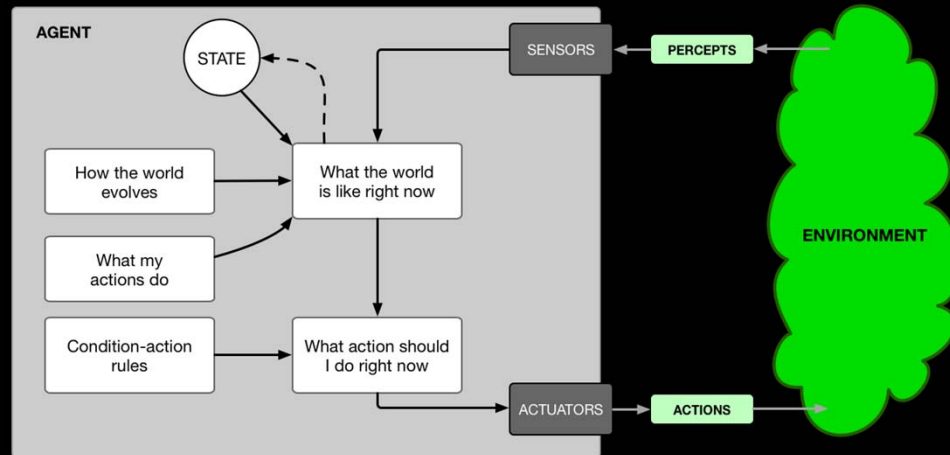 AGENT
STATE
SENSORS
PERCEPTS
How the world
evolves
What the world
is like right now
ENVIRONMENT
What my
actions do
Condition-action
rules
What action should
I do right now
ACTUATORS
ACTIONS